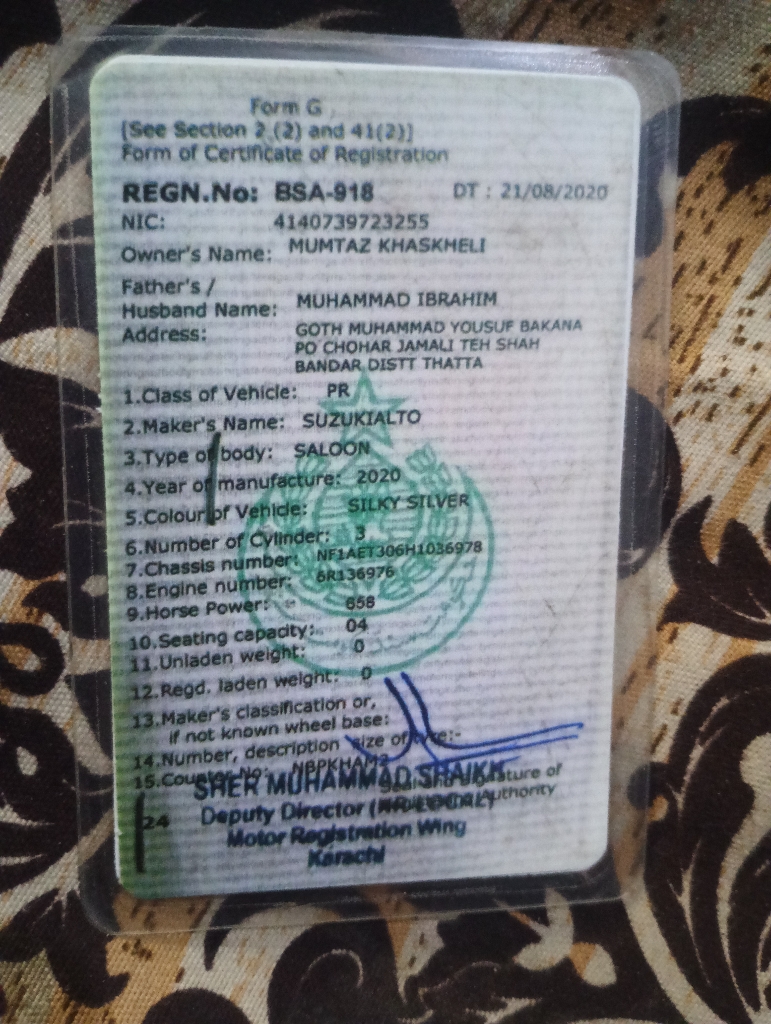 Form G
[See Section 2 (2) and 41(2)]
Form of Certificate of Registration
REGN.No: BSA-918 DT : 21/08/2020
NIC: 4140739723255
Owner's Name: MUMTAZ KHASKHELI
Father's /
Husband Name: MUHAMMAD IBRAHIM
Address: GOTH MUHAMMAD YOUSUF BAKANA
PO CHOHAR JAMALI TEH SHAH
BANDAR DISTT THATTA
1.Class of Vehicle: PR
2.Maker's Name: SUZUKIALTO
3.Type of body: SALOON
4.Year of manufacture: 2020
5.Colour of Vehicle: SILKY SILVER
6.Number of Cylinder: 3
7.Chassis number: NF1AET306H1036978
8.Engine number: 6R136976
9.Horse Power: 658
10.Seating capacity: 04
11.Unladen weight: 0
12.Regd. laden weight: 0
13.Maker's classification or,
if not known wheel base:
14.Number, description size of tyre:-
15.Counter No: NBPKHAM2
Seal and signature of
Authority
SHER MUHAMMAD SHAIKH
Deputy Director
Motor Registration Wing
Karachi
24